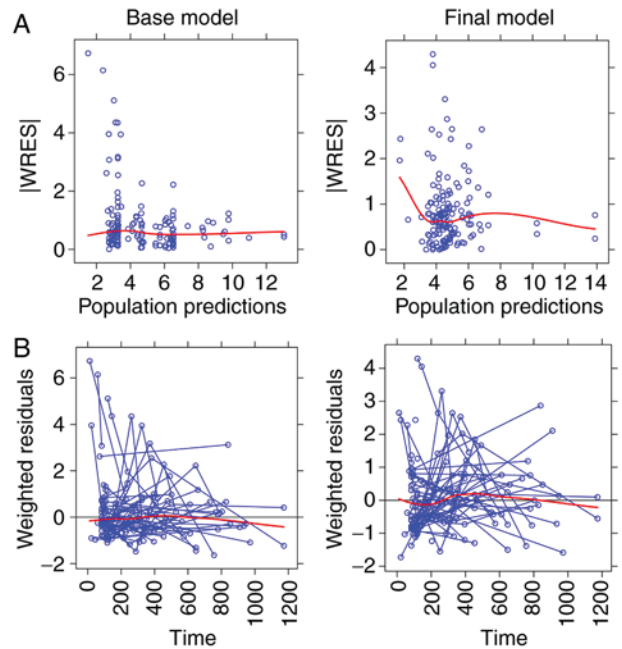 A
Base model
Final model
|WRES|
6
4
2
0
2 4 6 8 10 12
Population predictions
|WRES|
4
3
2
1
0
2 4 6 8 10 12 14
Population predictions
B
Weighted residuals
6
4
2
0
−2
0 200 400 600 800 1000 1200
Time
Weighted residuals
4
3
2
1
0
−1
−2
0 200 400 600 800 1000 1200
Time